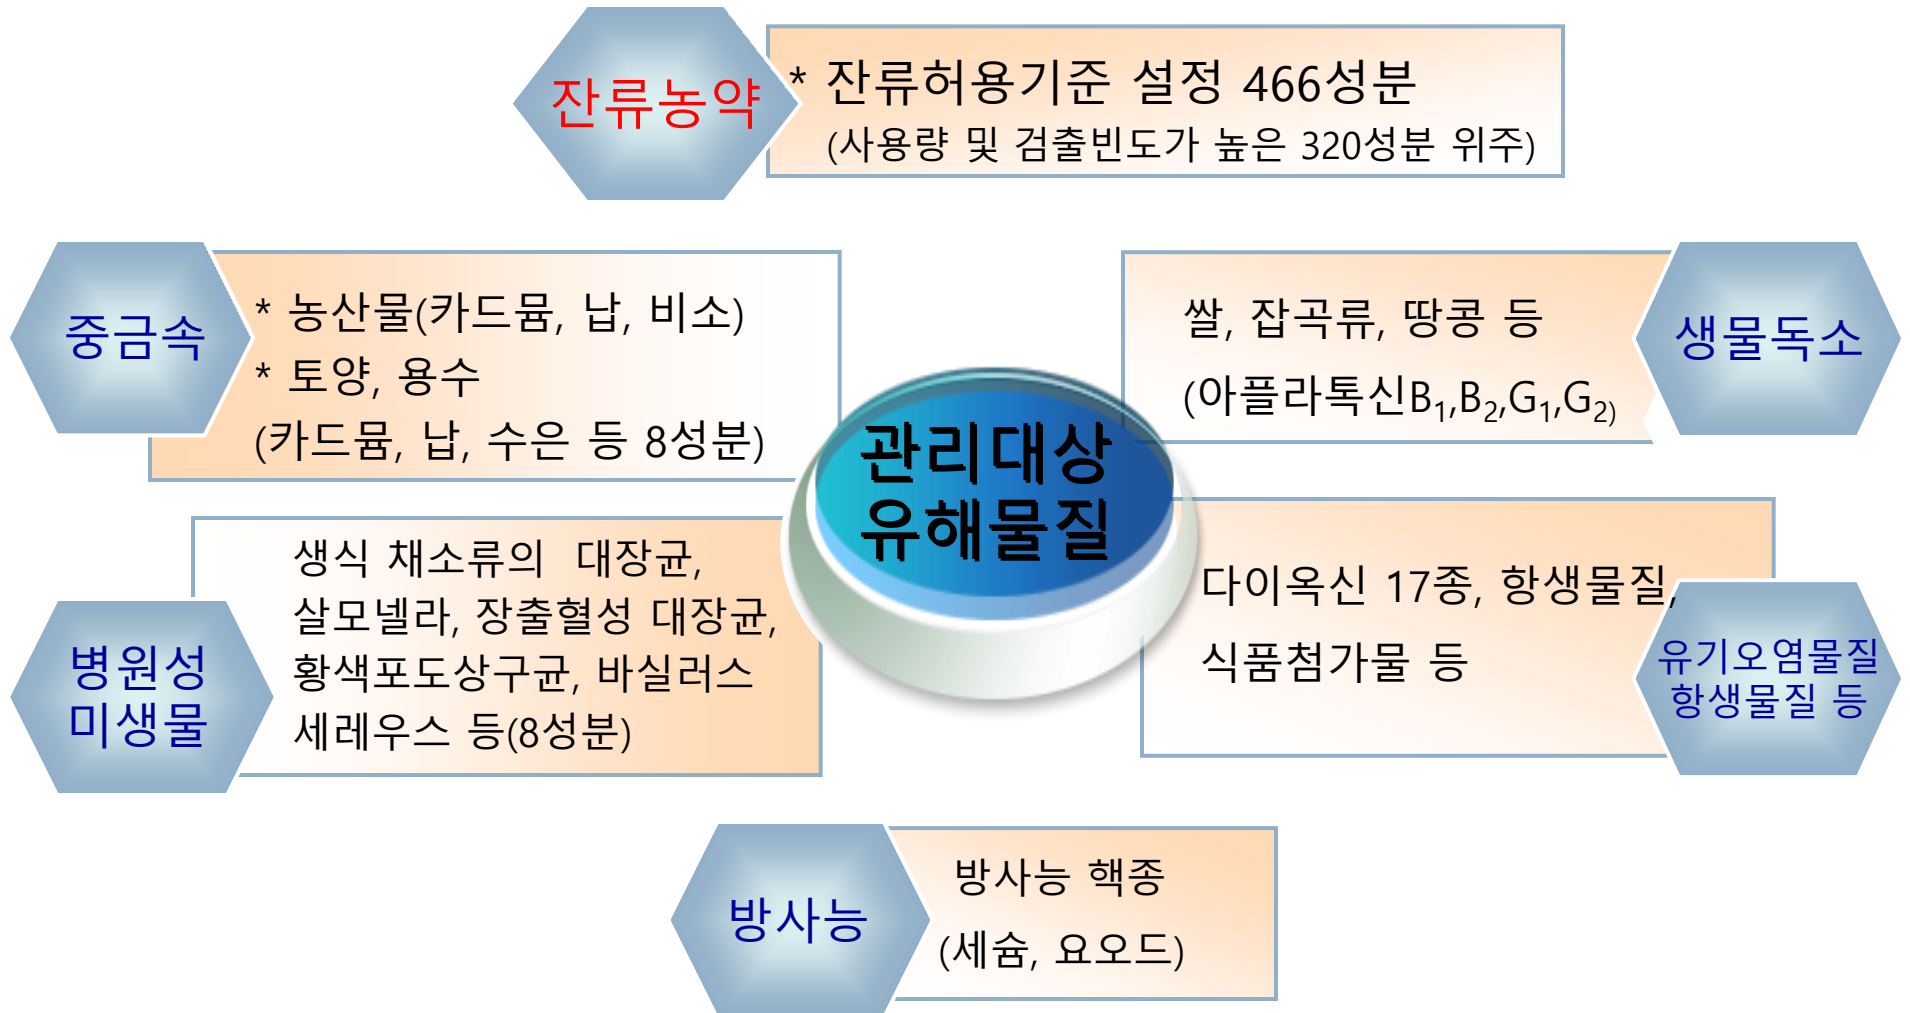 잔류농약
* 잔류허용기준 설정 466성분
(사용량 및 검출빈도가 높은 320성분 위주)
중금속
* 농산물(카드뮴, 납, 비소)
* 토양, 용수
(카드뮴, 납, 수은 등 8성분)
쌀, 잡곡류, 땅콩 등
(아플라톡신B₁,B₂,G₁,G₂)
생물독소
관리대상
유해물질
병원성
미생물
생식 채소류의 대장균,
살모넬라, 장출혈성 대장균,
황색포도상구균, 바실러스
세레우스 등(8성분)
다이옥신 17종, 항생물질,
식품첨가물 등
유기오염물질
항생물질 등
방사능
방사능 핵종
(세슘, 요오드)